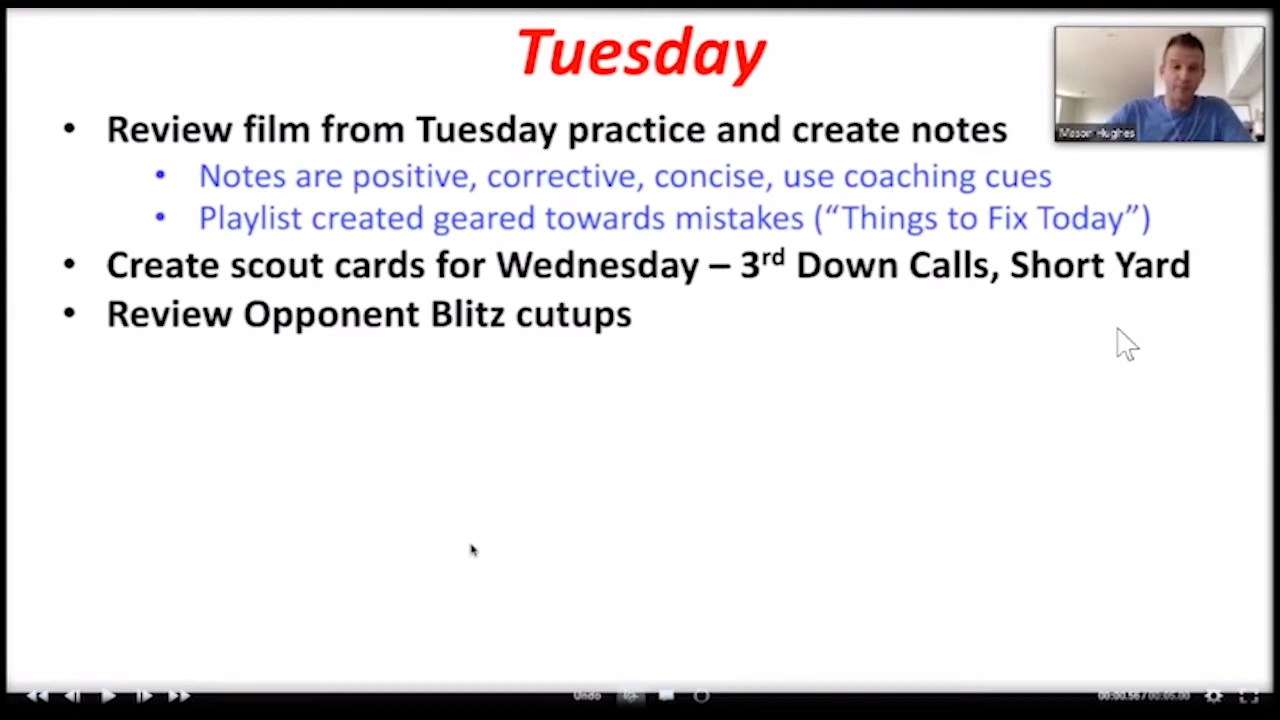 Tuesday
Mason Hughes
• Review film from Tuesday practice and create notes
• Notes are positive, corrective, concise, use coaching cues
• Playlist created geared towards mistakes (“Things to Fix Today”)
• Create scout cards for Wednesday – 3rd Down Calls, Short Yard
• Review Opponent Blitz cutups
Undo